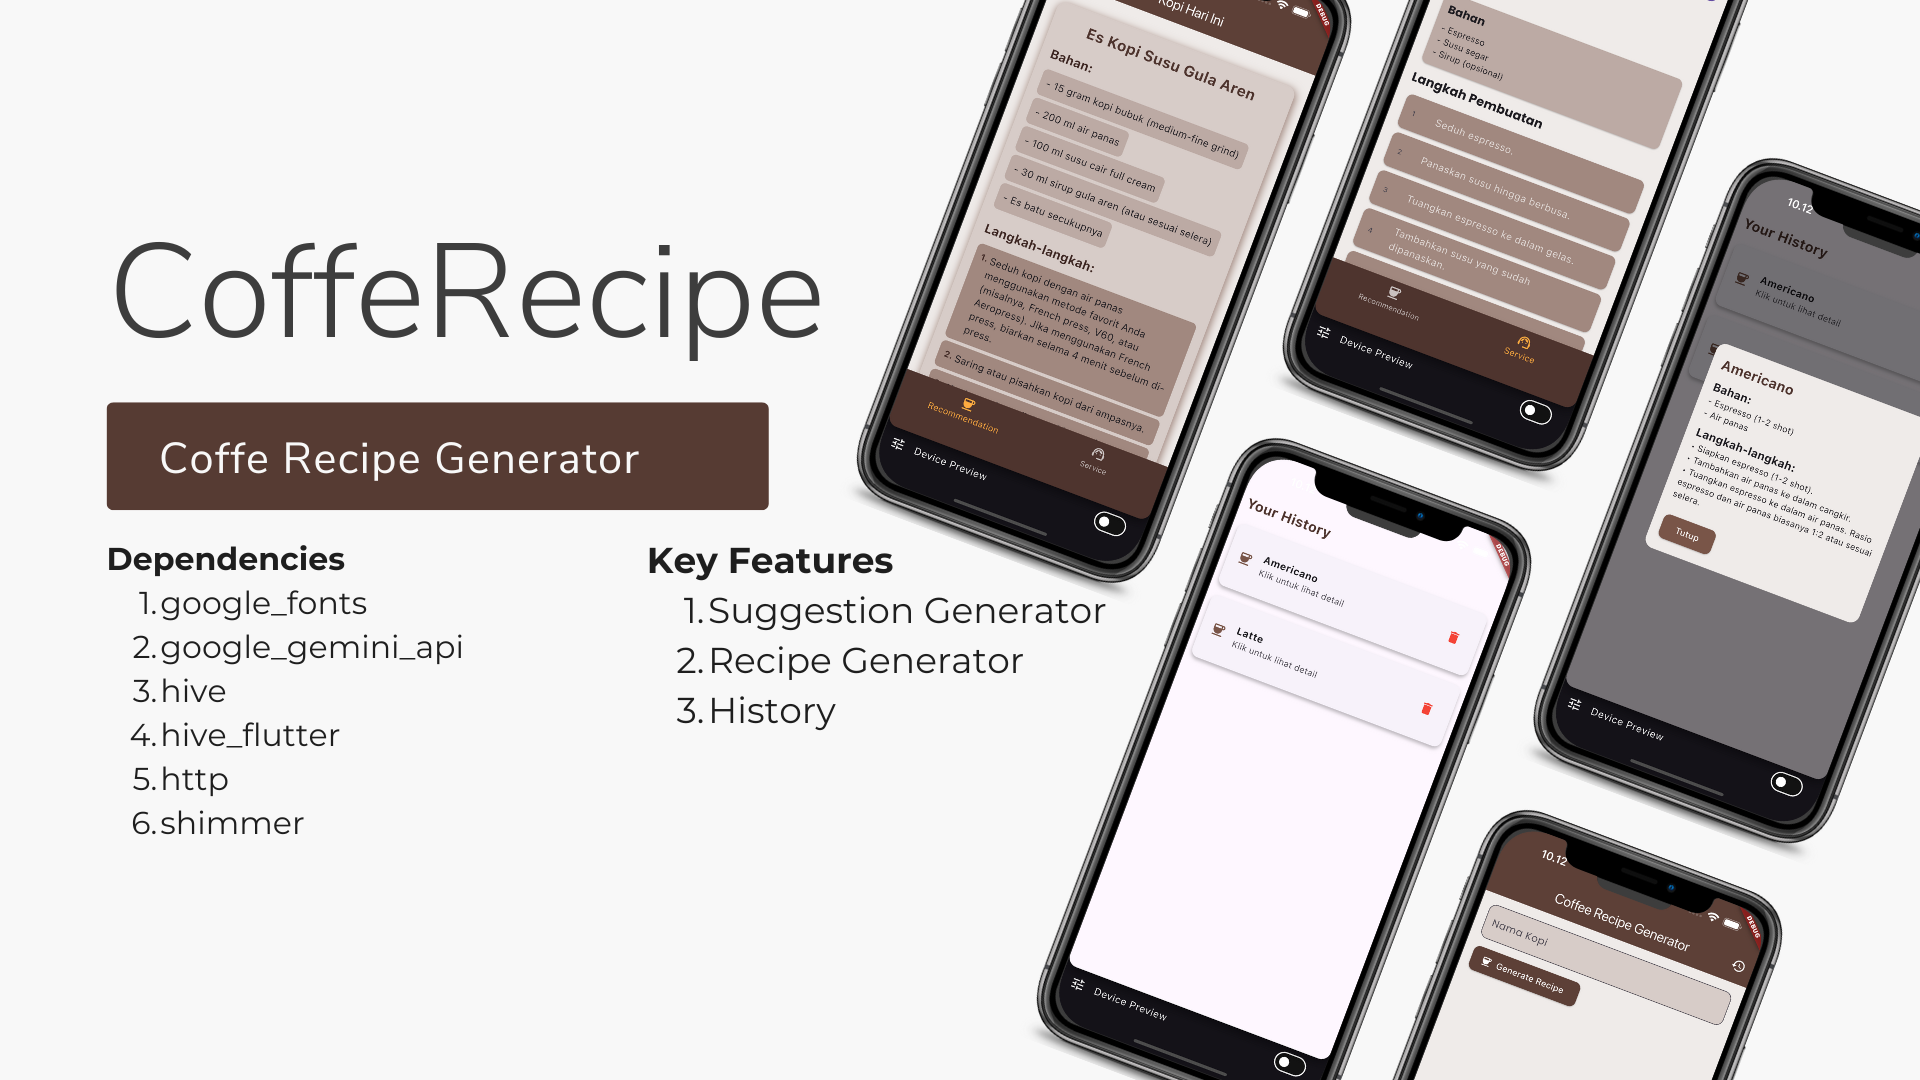 CoffeRecipe
Coffe Recipe Generator
Dependencies
1. google_fonts
2. google_gemini_api
3. hive
4. hive_flutter
5. http
6. shimmer
Key Features
1. Suggestion Generator
2. Recipe Generator
3. History
Kopi Hari Ini
DEBUG
Es Kopi Susu Gula Aren
Bahan:
- 15 gram kopi bubuk (medium-fine grind)
- 200 ml air panas
- 100 ml susu cair full cream
- 30 ml sirup gula aren (atau sesuai selera)
- Es batu secukupnya
Langkah-langkah:
1. Seduh kopi dengan air panas
menggunakan metode favorit Anda
(misalnya, French press, V60, atau
Aeropress). Jika menggunakan French
press, biarkan selama 4 menit sebelum di-
press.
2. Saring atau pisahkan kopi dari ampasnya.
Recommendation
Service
Device Preview
Bahan
- Espresso
- Susu segar
- Sirup (opsional)
Langkah Pembuatan
1 Seduh espresso.
2 Panaskan susu hingga berbusa.
3 Tuangkan espresso ke dalam gelas.
4 Tambahkan susu yang sudah
dipanaskan.
Recommendation
Service
Device Preview
10.12
Your History
Americano
Klik untuk lihat detail
Americano
Bahan:
- Espresso (1-2 shot)
- Air panas
Langkah-langkah:
• Siapkan espresso (1-2 shot).
• Tambahkan air panas ke dalam cangkir.
• Tuangkan espresso ke dalam air panas. Rasio
espresso dan air panas biasanya 1:2 atau sesuai
selera.
Tutup
Device Preview
Your History
DEBUG
Americano
Klik untuk lihat detail
Latte
Klik untuk lihat detail
Device Preview
10.12
DEBUG
Coffee Recipe Generator
Nama Kopi
Generate Recipe